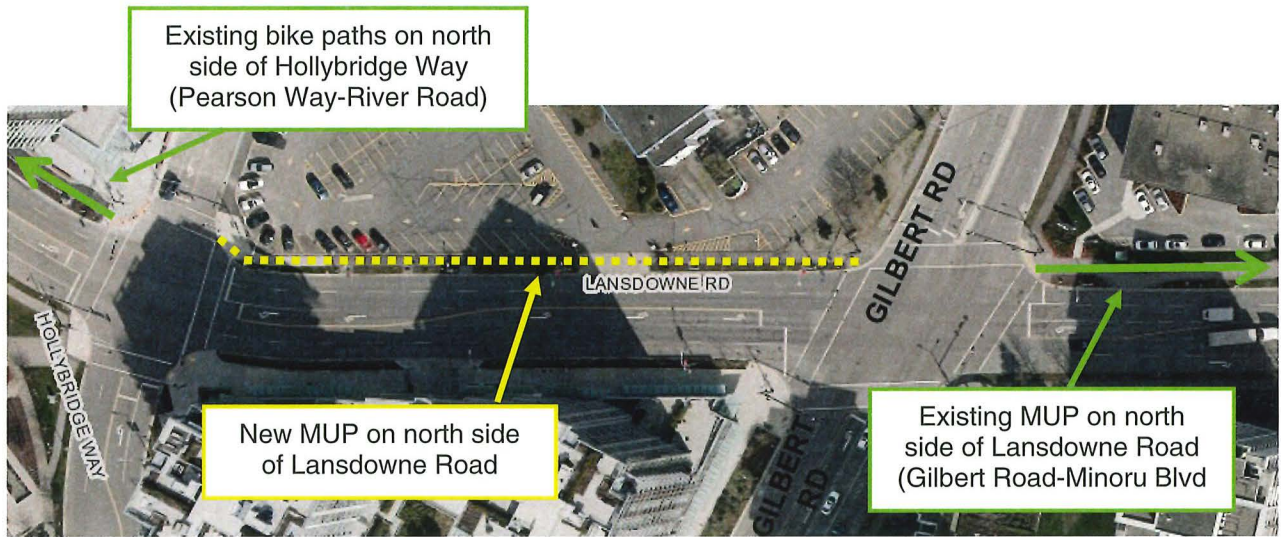 Existing bike paths on north
side of Hollybridge Way
(Pearson Way-River Road)
GILBERT RD
LANSDOWNE RD
HOLLYBRIDGE WAY
New MUP on north side
of Lansdowne Road
GILBERT
RD
Existing MUP on north
side of Lansdowne Road
(Gilbert Road-Minoru Blvd